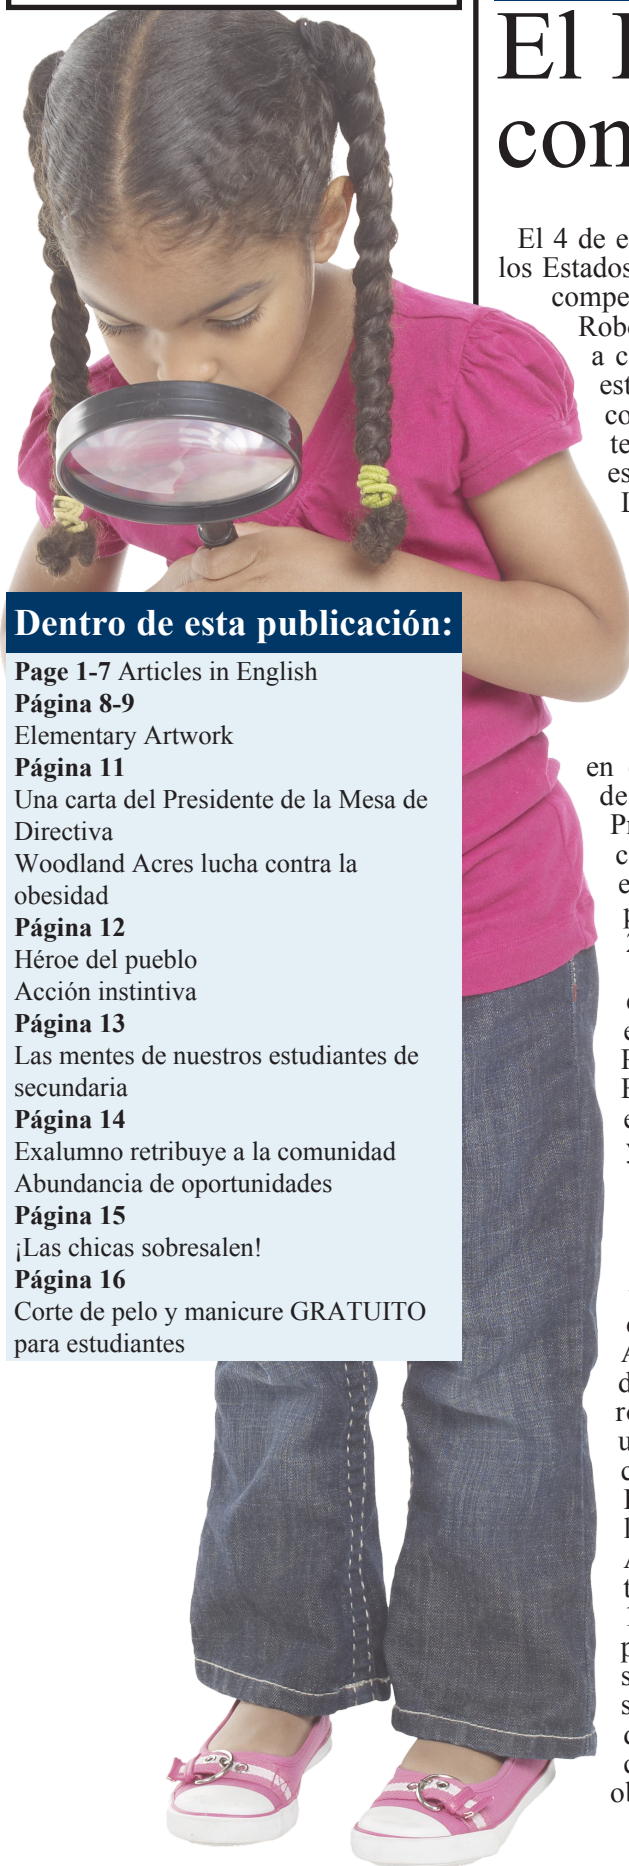 El
con
El 4 de e
los Estados
compe
Robo
a c
est
co
te
es
Dentro de esta publicación:
Page 1-7 Articles in English
Página 8-9
Elementary Artwork
Página 11
Una carta del Presidente de la Mesa de
Directiva
Woodland Acres lucha contra la
obesidad
Página 12
Héroe del pueblo
Acción instintiva
Página 13
Las mentes de nuestros estudiantes de
secundaria
Página 14
Exalumno retribuye a la comunidad
Abundancia de oportunidades
Página 15
¡Las chicas sobresalen!
Página 16
Corte de pelo y manicure GRATUITO
para estudiantes
en
de